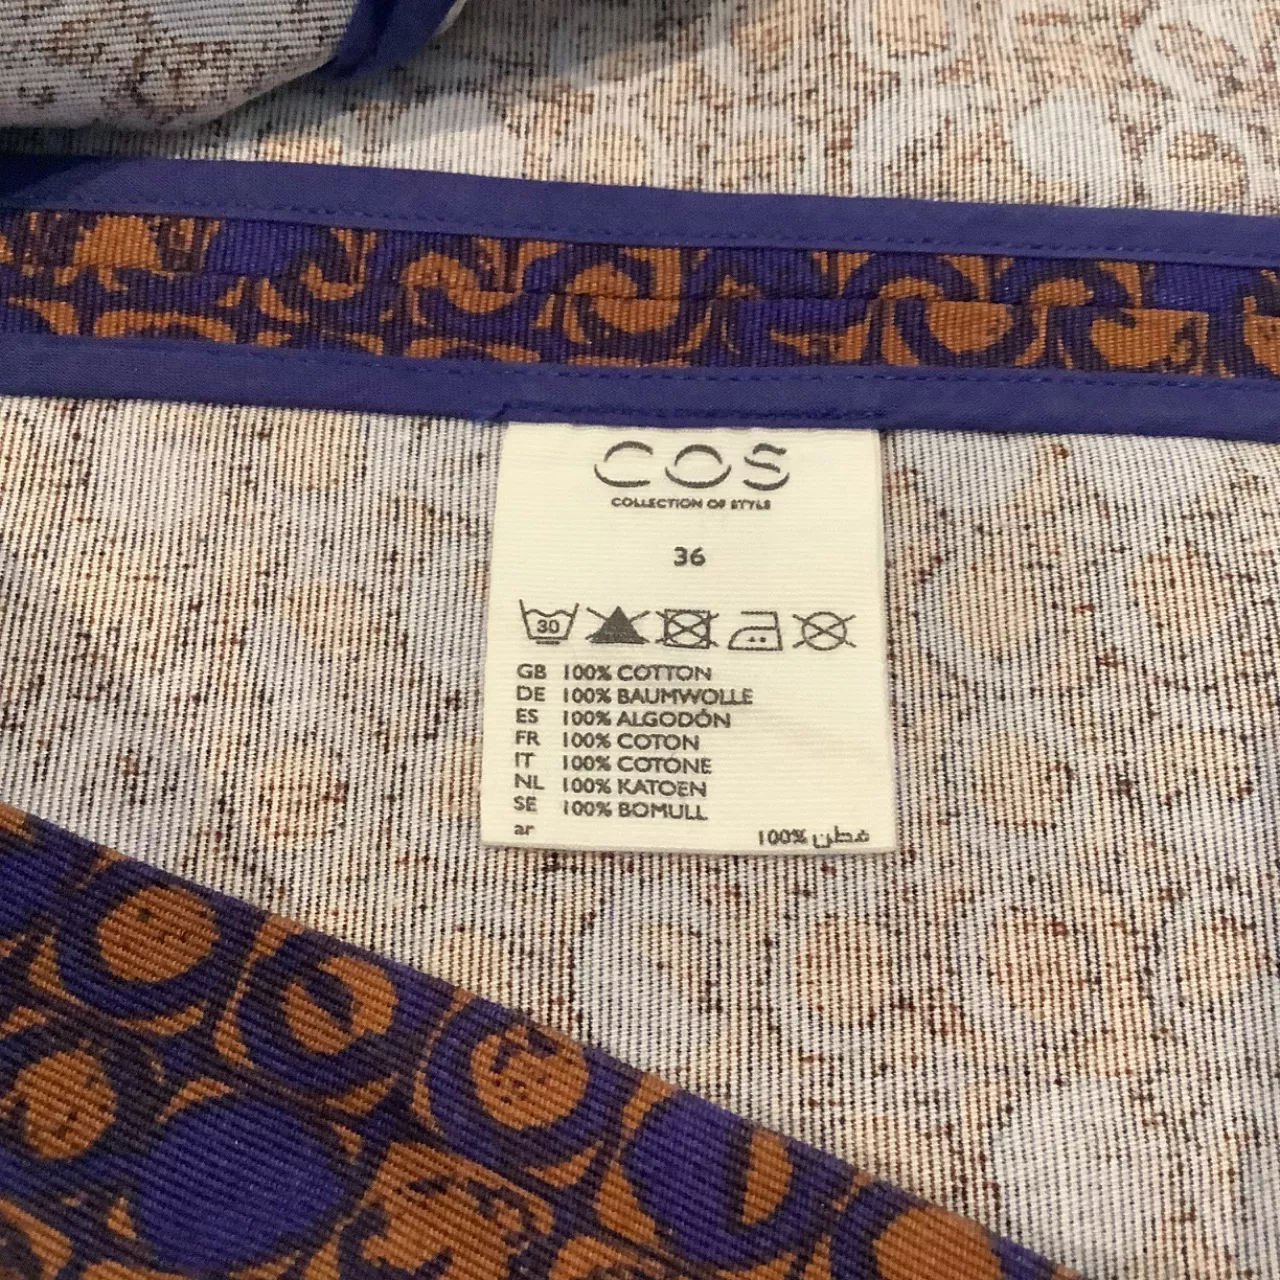 COS
COLLECTION OF STYLE
36
30
GB 100% COTTON
DE 100% BAUMWOLLE
ES 100% ALGODÓN
FR 100% COTON
IT 100% COTONE
NL 100% KATOEN
SE 100% BOMULL
ar 100% قطن